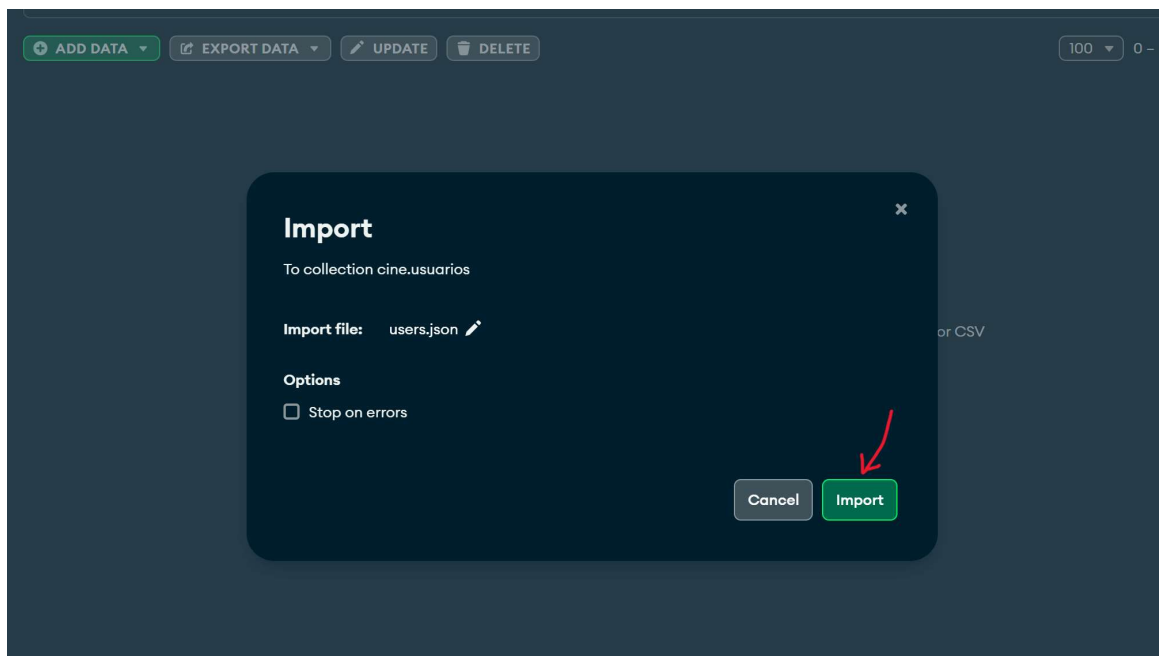 ADD DATA EXPORT DATA UPDATE DELETE 100 0 –
Import
To collection cine.usuarios
Import file: users.json
or CSV
Options
Stop on errors
Cancel Import